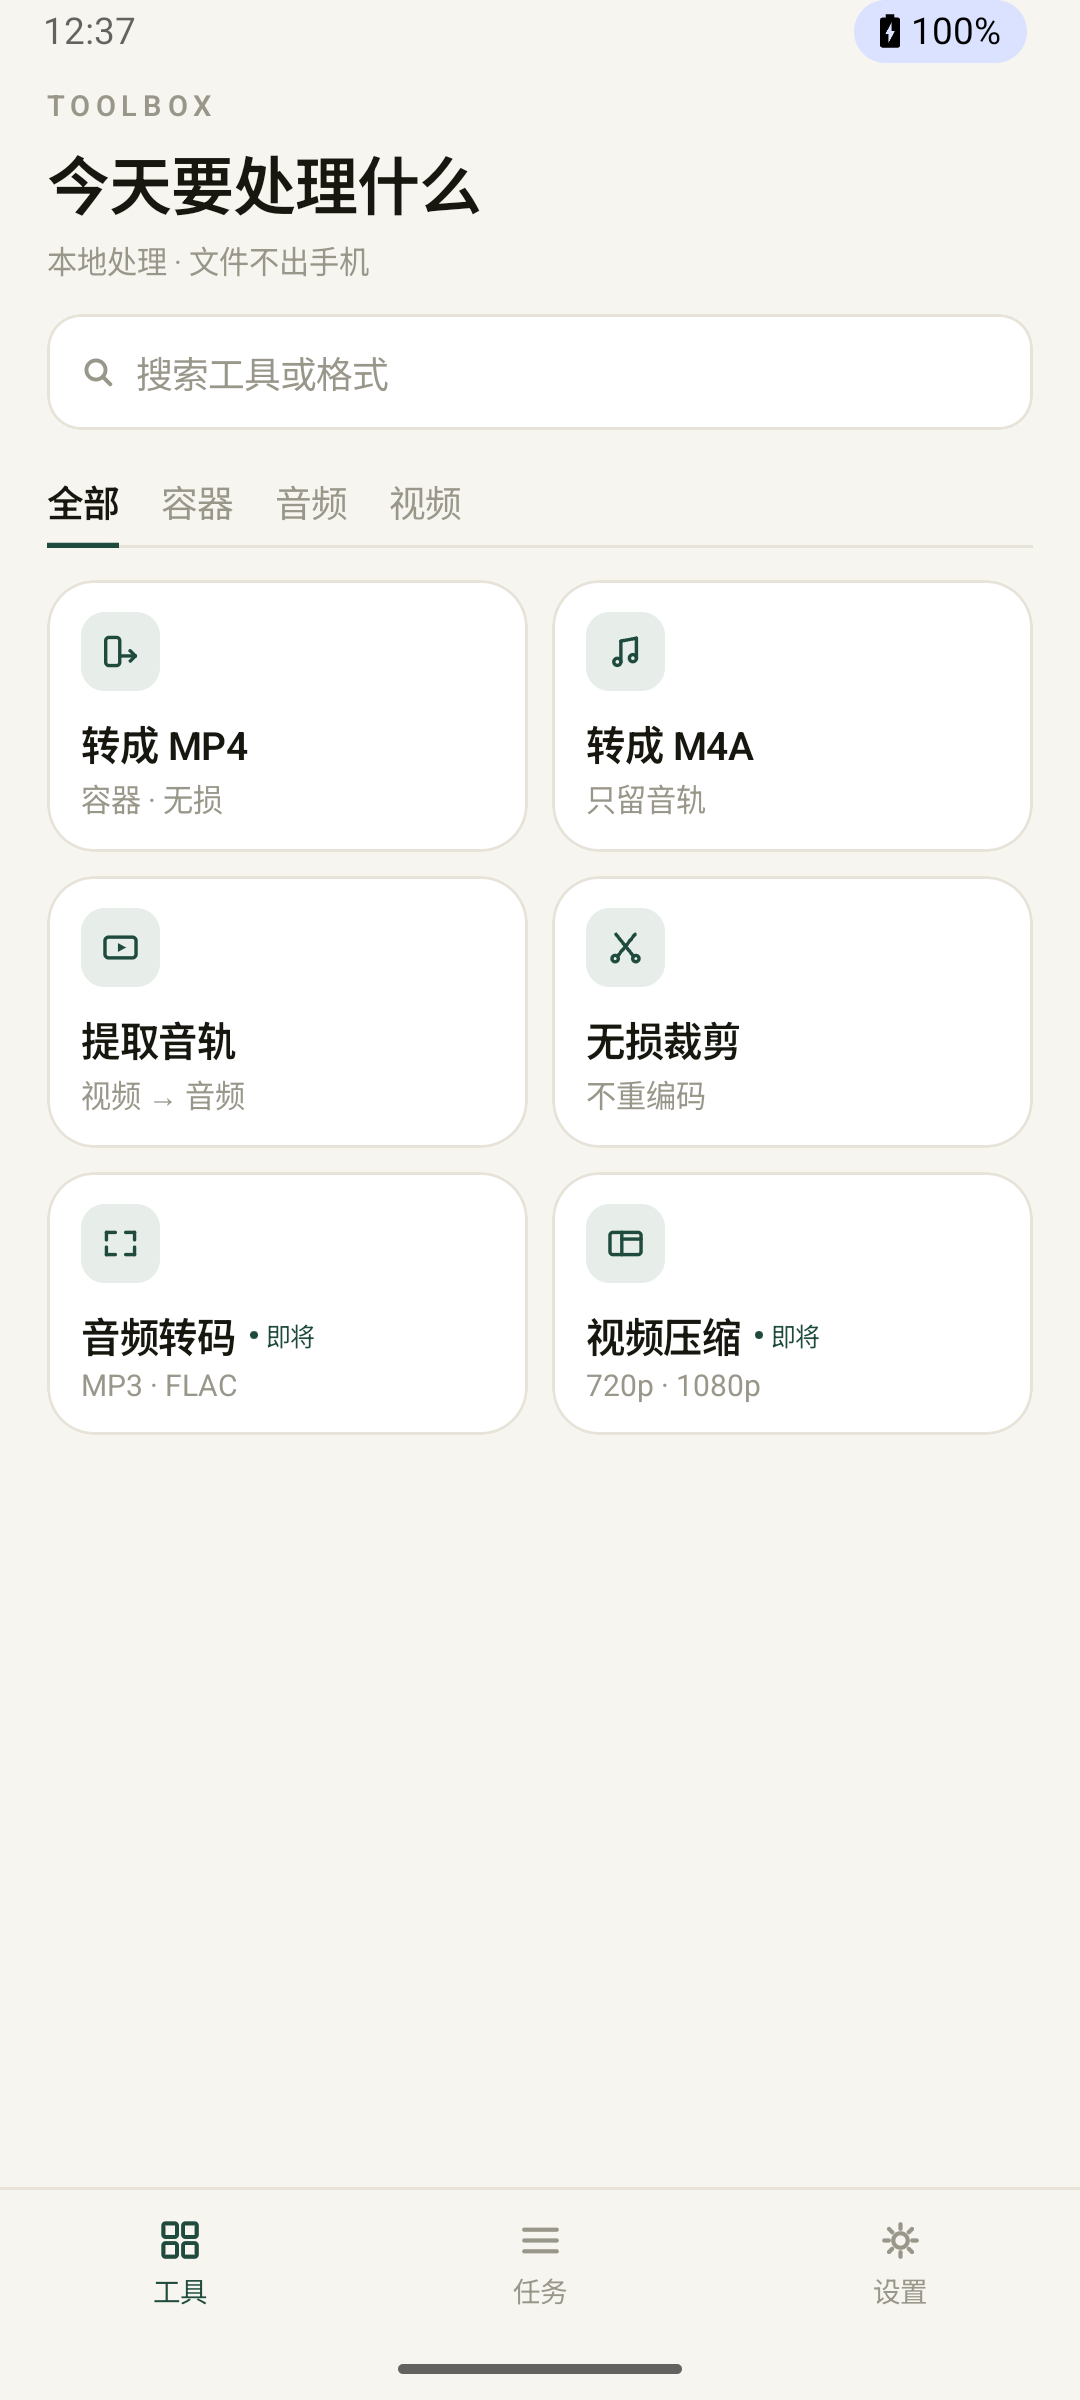 12:37
100%
TOOLBOX
今天要处理什么
本地处理 · 文件不出手机
搜索工具或格式
全部 容器 音频 视频
转成 MP4
容器 · 无损
转成 M4A
只留音轨
提取音轨
视频 → 音频
无损裁剪
不重编码
音频转码 • 即将
MP3 · FLAC
视频压缩 • 即将
720p · 1080p
工具
任务
设置